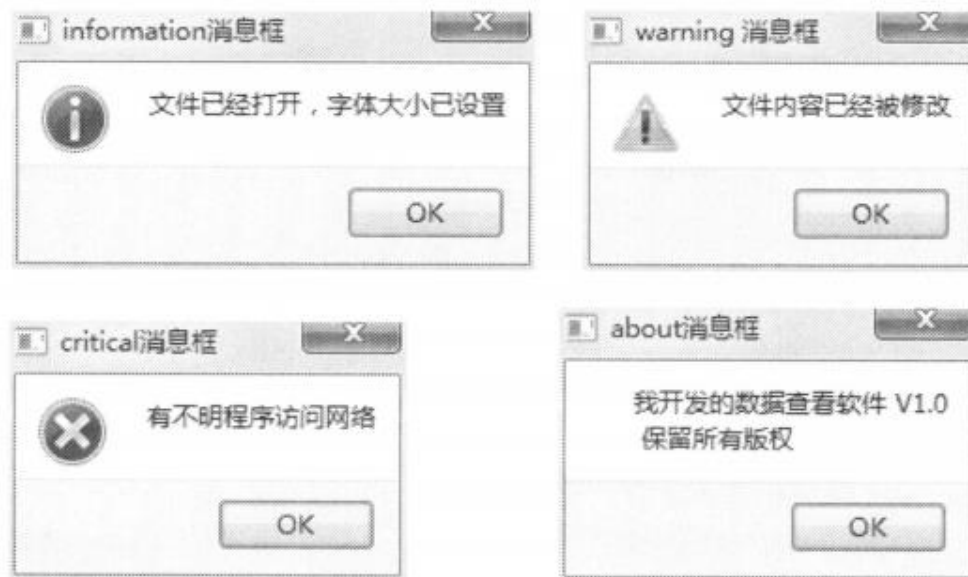 information消息框
文件已经打开，字体大小已设置
OK
warning 消息框
文件内容已经被修改
OK
critical消息框
有不明程序访问网络
OK
about消息框
我开发的数据查看软件 V1.0
保留所有版权
OK